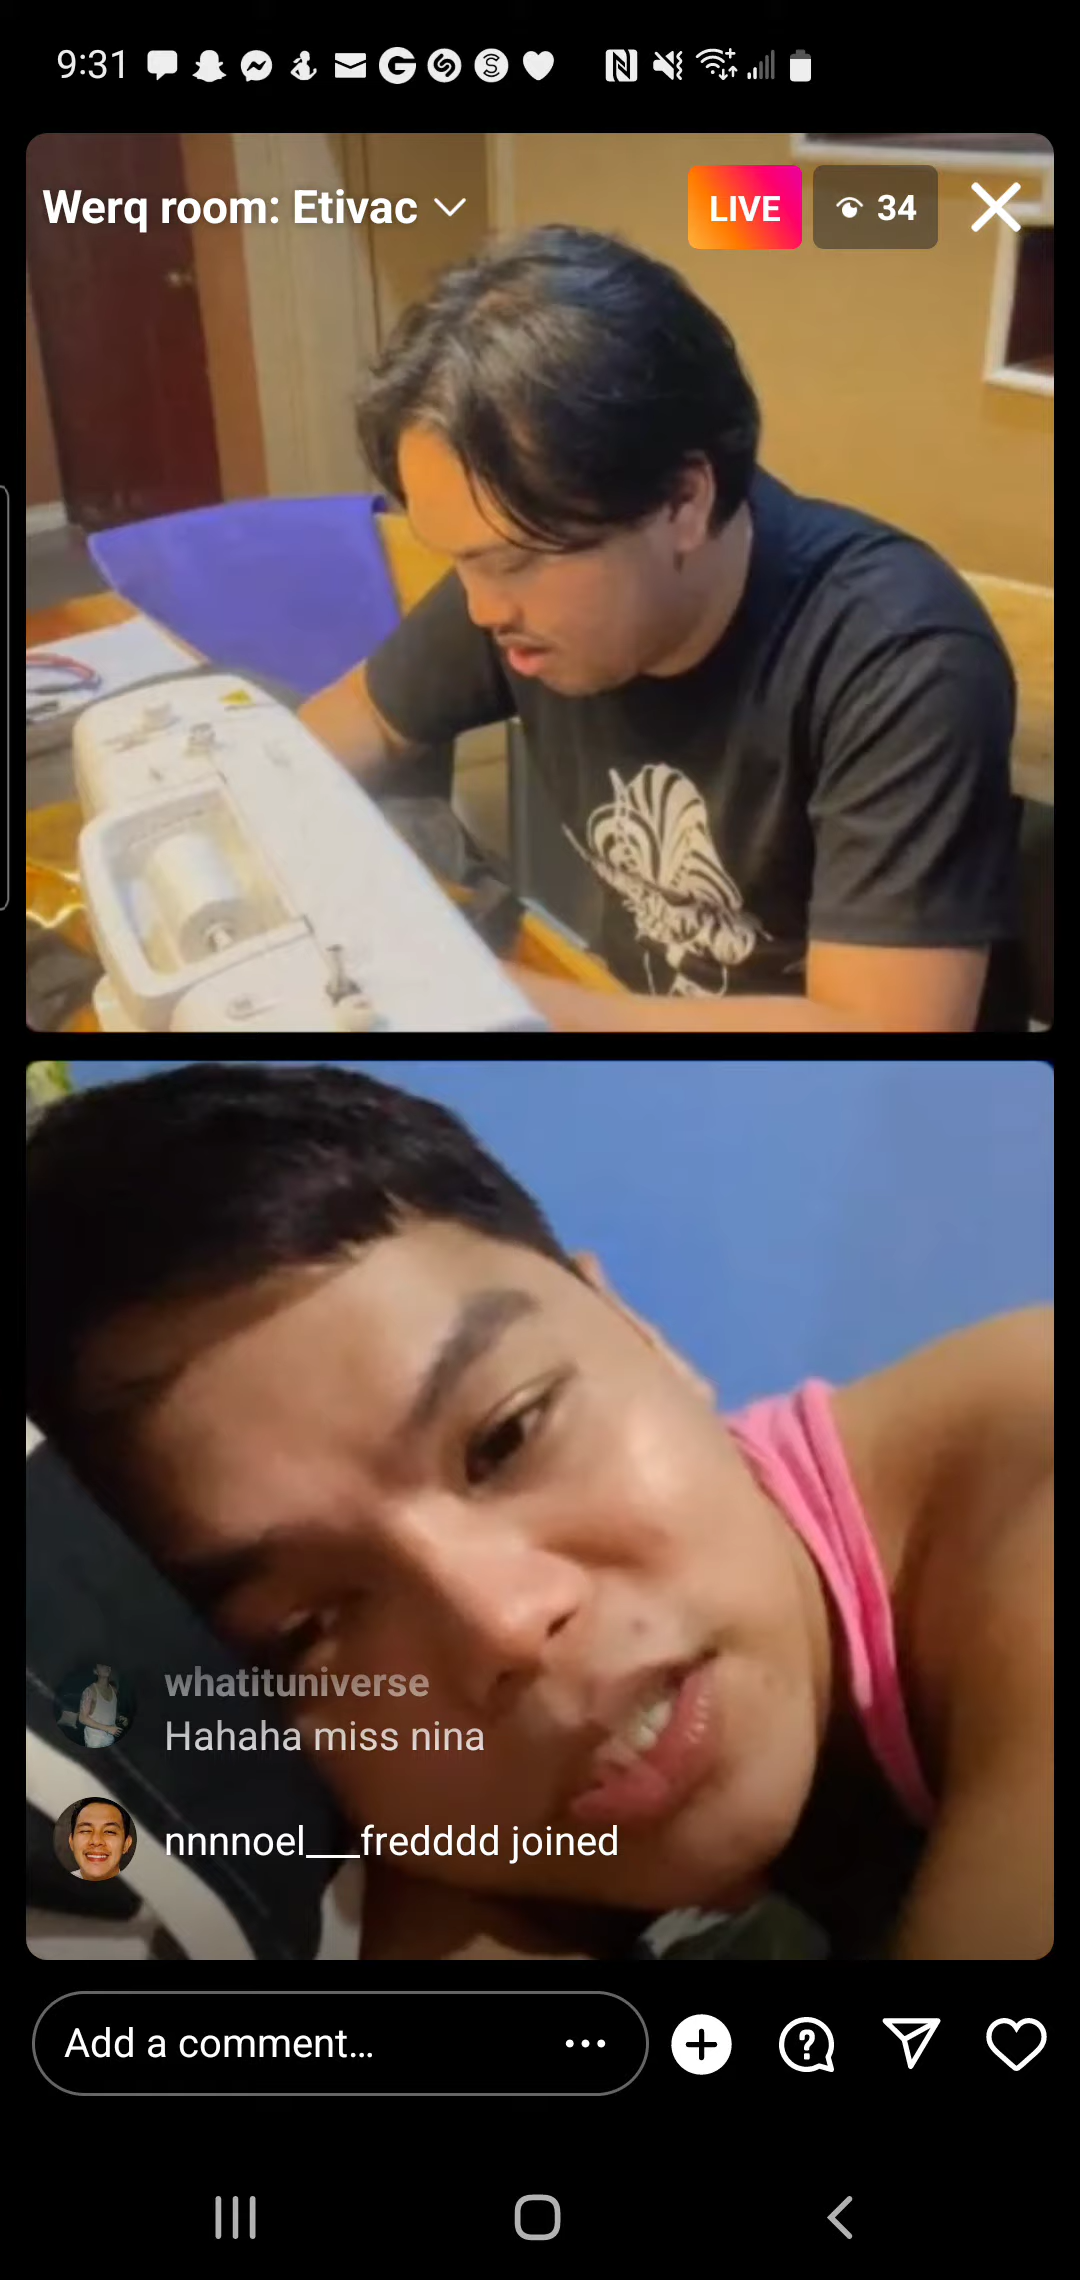 9:31
Werq room: Etivac
LIVE
34
whatituniverse
Hahaha miss nina
nnnnoel___fredddd joined
Add a comment...